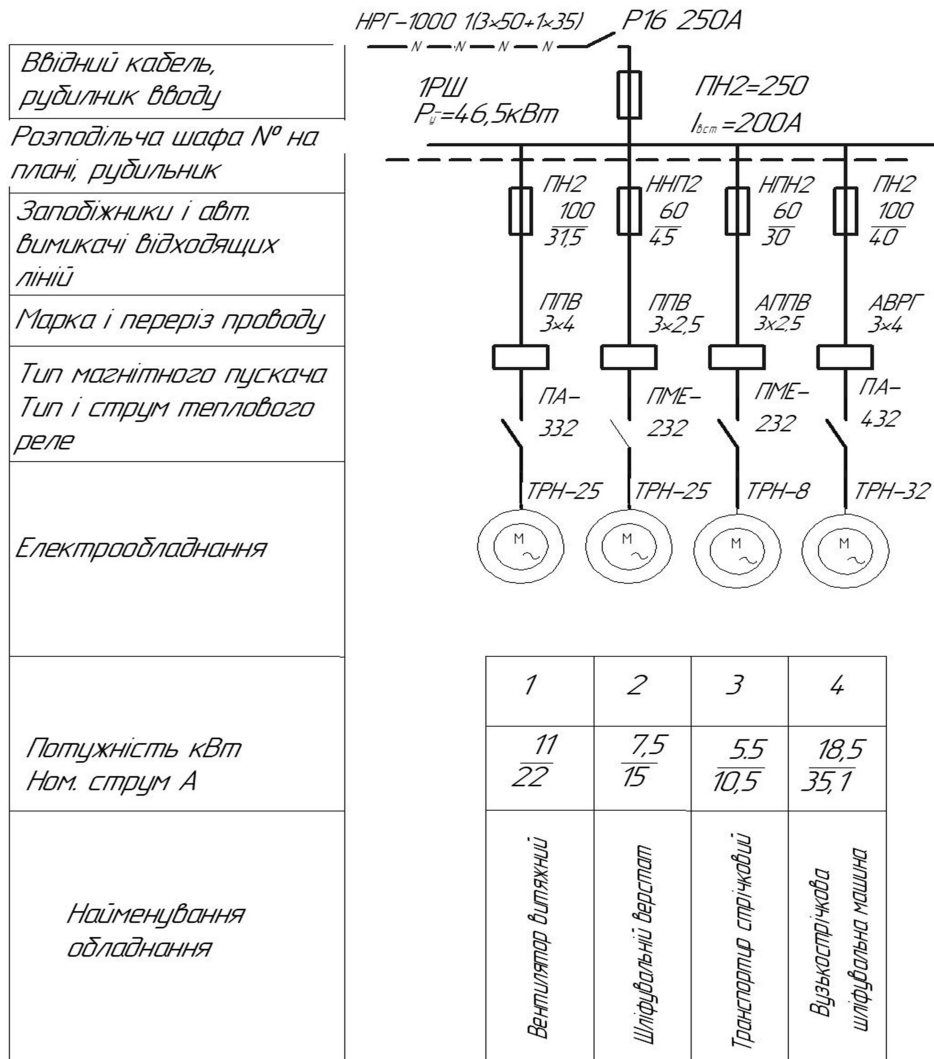 НРГ-1000 1(3×50+1×35)
Р16 250А
N N N N
Ввідний кабель,
рубилник вводу
1РШ
Ру=46,5кВт
ПН2=250
Івст=200А
Розподільча шафа № на
плані, рубильник
Запобіжники і авт.
вимикачі відходящих
ліній
ПН2
100
31,5
ННП2
60
45
НПН2
60
30
ПН2
100
40
Марка і переріз проводу
ППВ
3×4
ППВ
3×2,5
АППВ
3×2,5
АВРГ
3×4
Тип магнітного пускача
Тип і струм теплового
реле
ПА-
332
ПМЕ-
232
ПМЕ-
232
ПА-
432
ТРН-25
ТРН-25
ТРН-8
ТРН-32
Електрообладнання
М
М
М
М
1
2
3
4
Потужність кВт
Ном. струм А
11
22
7,5
15
5.5
10,5
18,5
35,1
Найменування
обладнання
Вентилятор витяжний
Шліфувальній верстат
Транспортир стрічковий
Вузькострічкова
шліфувальна машина